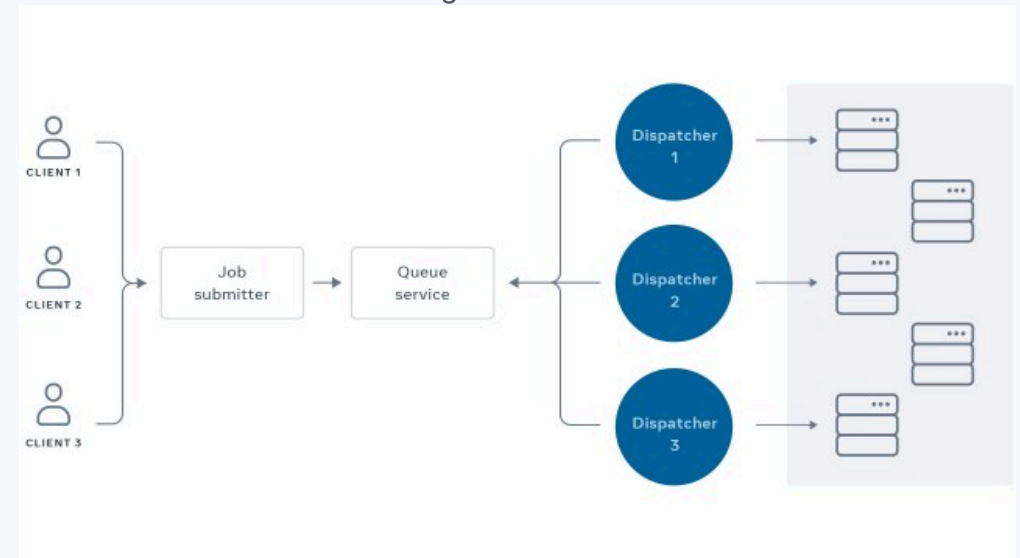 CLIENT 1
CLIENT 2
CLIENT 3
Job
submitter
Queue
service
Dispatcher
1
Dispatcher
2
Dispatcher
3